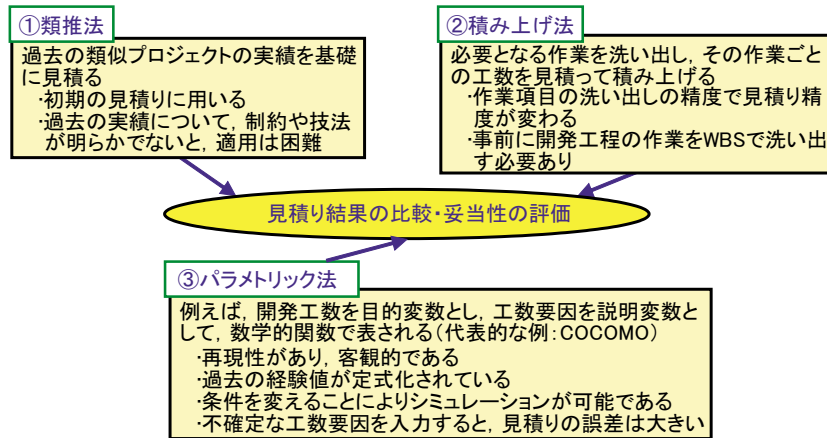 ①類推法
過去の類似プロジェクトの実績を基礎
に見積る
・初期の見積りに用いる
・過去の実績について，制約や技法
が明らかでないと，適用は困難
②積み上げ法
必要となる作業を洗い出し，その作業ごと
の工数を見積って積み上げる
・作業項目の洗い出しの精度で見積り精
度が変わる
・事前に開発工程の作業をWBSで洗い出
す必要あり
見積り結果の比較・妥当性の評価
③パラメトリック法
例えば，開発工数を目的変数とし，工数要因を説明変数と
して，数学的関数で表される（代表的な例：COCOMO）
・再現性があり，客観的である
・過去の経験値が定式化されている
・条件を変えることによりシミュレーションが可能である
・不確定な工数要因を入力すると，見積りの誤差は大きい